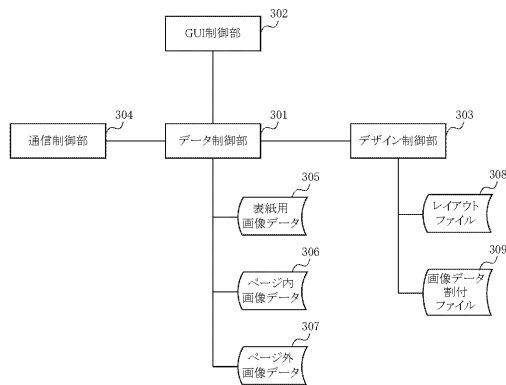 302
GUI制御部
304
301
303
通信制御部
データ制御部
デザイン制御部
305
表紙用
画像データ
308
レイアウト
ファイル
306
ページ内
画像データ
309
画像データ
割付
ファイル
307
ページ外
画像データ